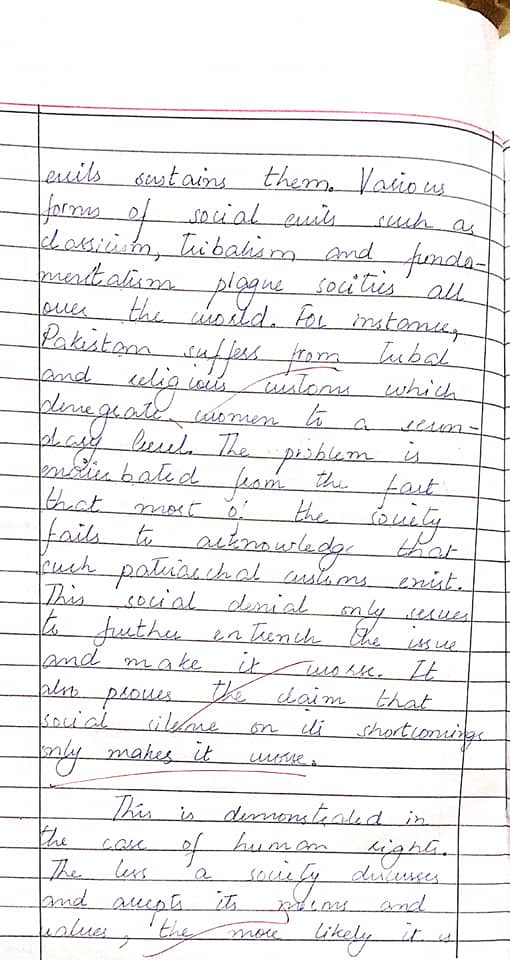 evils sustains them. Various
forms of social evils such as
classicism, tribalism and funda-
mentalism plague socities all
over the world. For instance,
Pakistan suffers from tribal
and religious customs which
denegrate women to a secon-
dary level. The problem is
exacerbated from the fact
that most of the society
fails to acknowledge that
such patriarchal customs exist.
This social denial only serves
to further entrench the issue
and make it worse. It
also proves the claim that
social silence on its shortcomings
only makes it worse.
This is demonstrated in
the case of human rights.
The less a society discusses
and accepts its norms and
values, the more likely it is